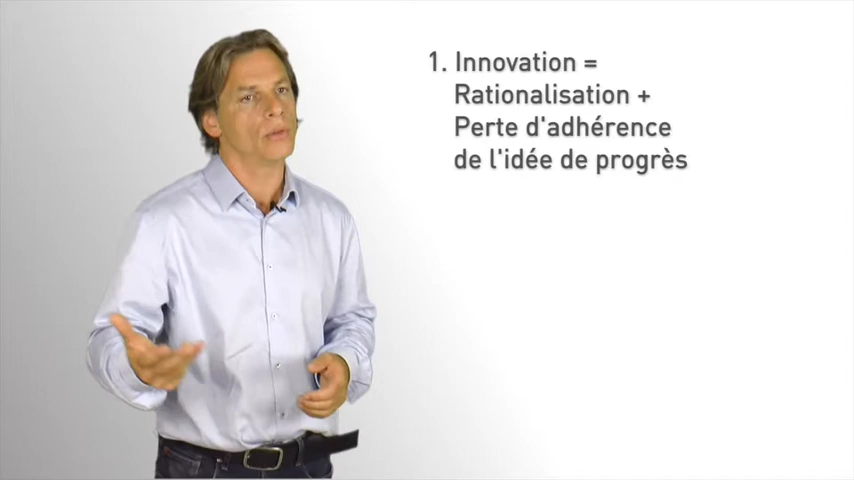 1. Innovation =
Rationalisation +
Perte d'adhérence
de l'idée de progrès